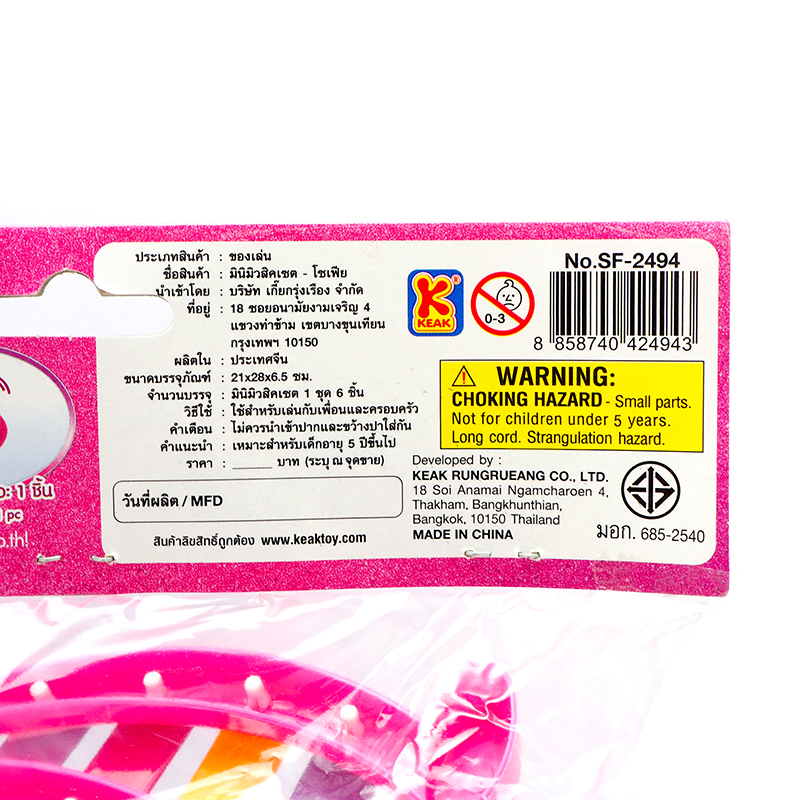 ประเภทสินค้า : ของเล่น
ชื่อสินค้า : มินิมิวสิคเซต - โซเฟีย
นำเข้าโดย : บริษัท เกี๊ยกรุ่งเรือง จำกัด
ที่อยู่ : 18 ซอยอนามัยงามเจริญ 4
แขวงท่าข้าม เขตบางขุนเทียน
กรุงเทพฯ 10150
ผลิตใน : ประเทศจีน
ขนาดบรรจุภัณฑ์ : 21x28x6.5 ซม.
จำนวนบรรจุ : มินิมิวสิคเซต 1 ชุด 6 ชิ้น
วิธีใช้ : ใช้สำหรับเล่นกับเพื่อนและครอบครัว
คำเตือน : ไม่ควรนำเข้าปากและขว้างปาใส่กัน
คำแนะนำ : เหมาะสำหรับเด็กอายุ 5 ปีขึ้นไป
ราคา : ______ บาท (ระบุ ณ จุดขาย)
วันที่ผลิต / MFD
สินค้าลิขสิทธิ์ถูกต้อง www.keaktoy.com
No.SF-2494
K
KEAK
0-3
8 858740 424943
WARNING:
CHOKING HAZARD - Small parts.
Not for children under 5 years.
Long cord. Strangulation hazard.
Developed by :
KEAK RUNGRUEANG CO., LTD.
18 Soi Anamai Ngamcharoen 4,
Thakham, Bangkhunthian,
Bangkok, 10150 Thailand
MADE IN CHINA
มอก. 685-2540
: 1 ชิ้น
pc
o.th!